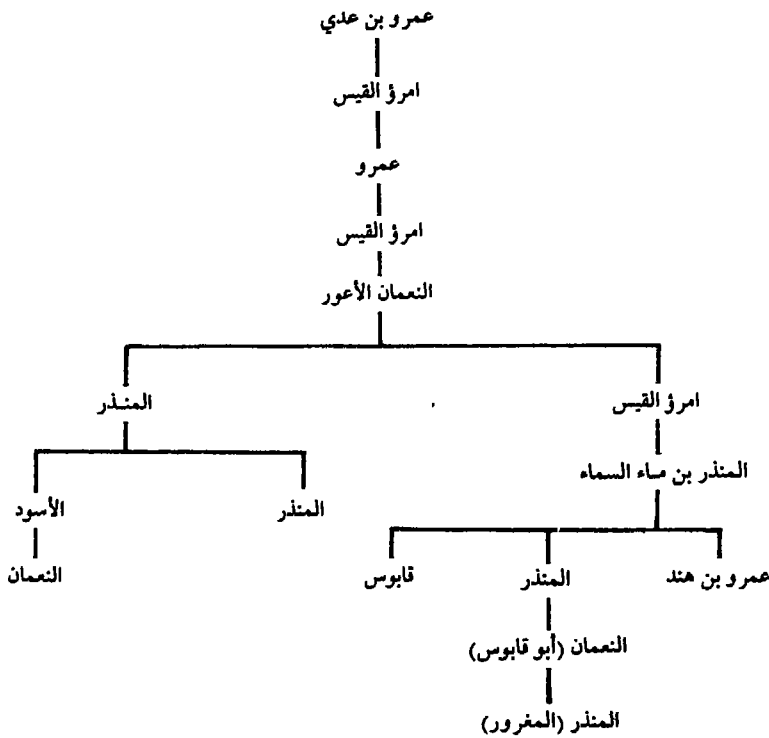 عمرو بن عدي
امرؤ القيس
عمرو
امرؤ القيس
النعمان الأعور
امرؤ القيس
المنذر
المنذر بن ماء السماء
المنذر
الأسود
عمرو بن هند
المنذر
قابوس
النعمان
النعمان (أبو قابوس)
المنذر (المغرور)